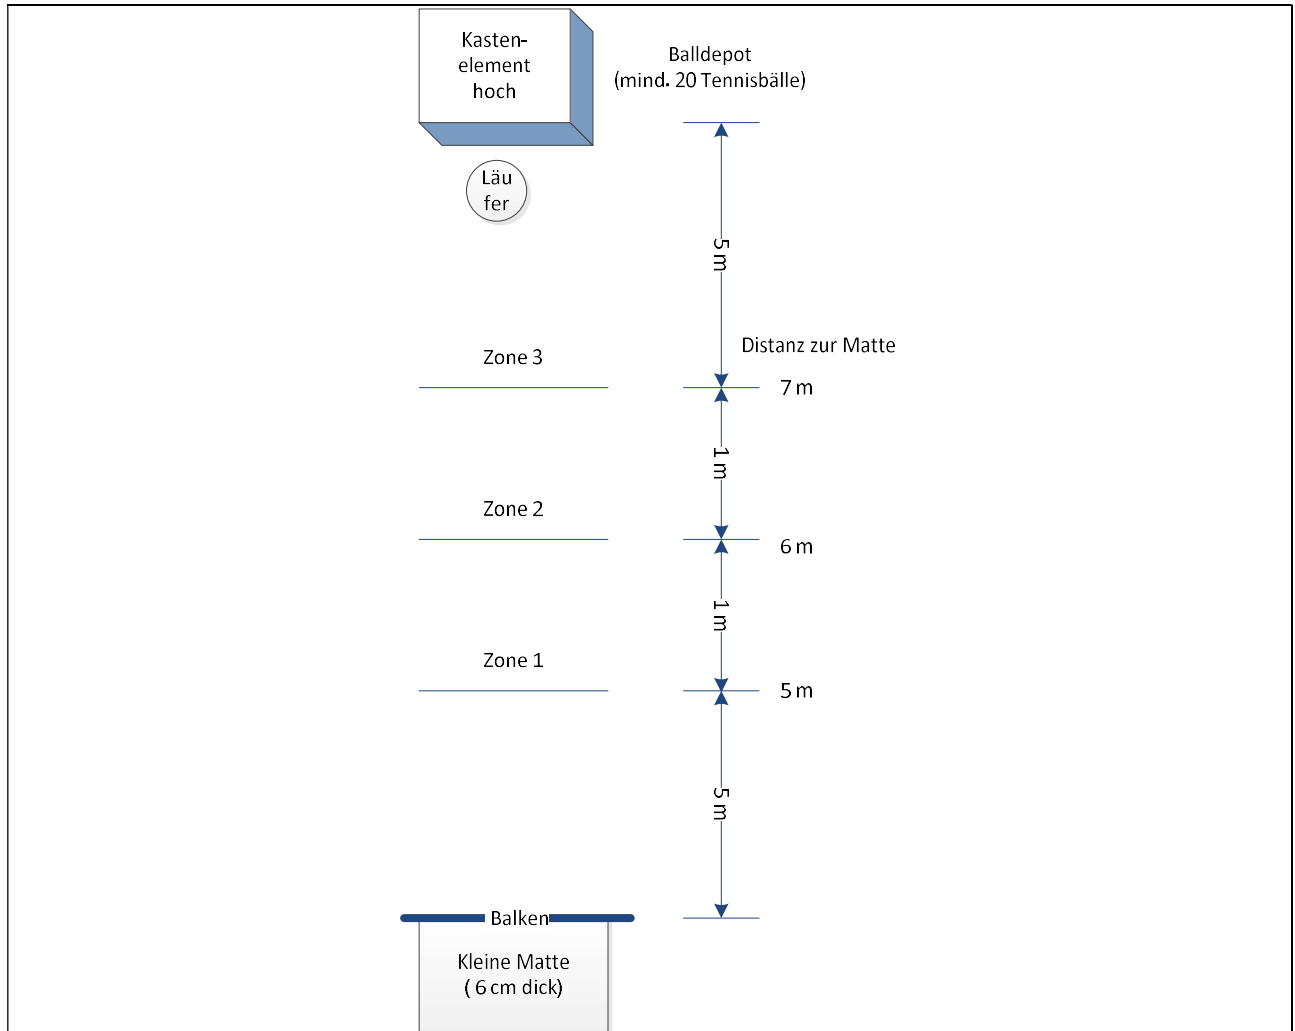 Kasten-
element
hoch
Balldepot
(mind. 20 Tennisbälle)
Läu
fer
5 m
Distanz zur Matte
Zone 3
7 m
1 m
Zone 2
6 m
1 m
Zone 1
5 m
5 m
Balken
Kleine Matte
( 6 cm dick)